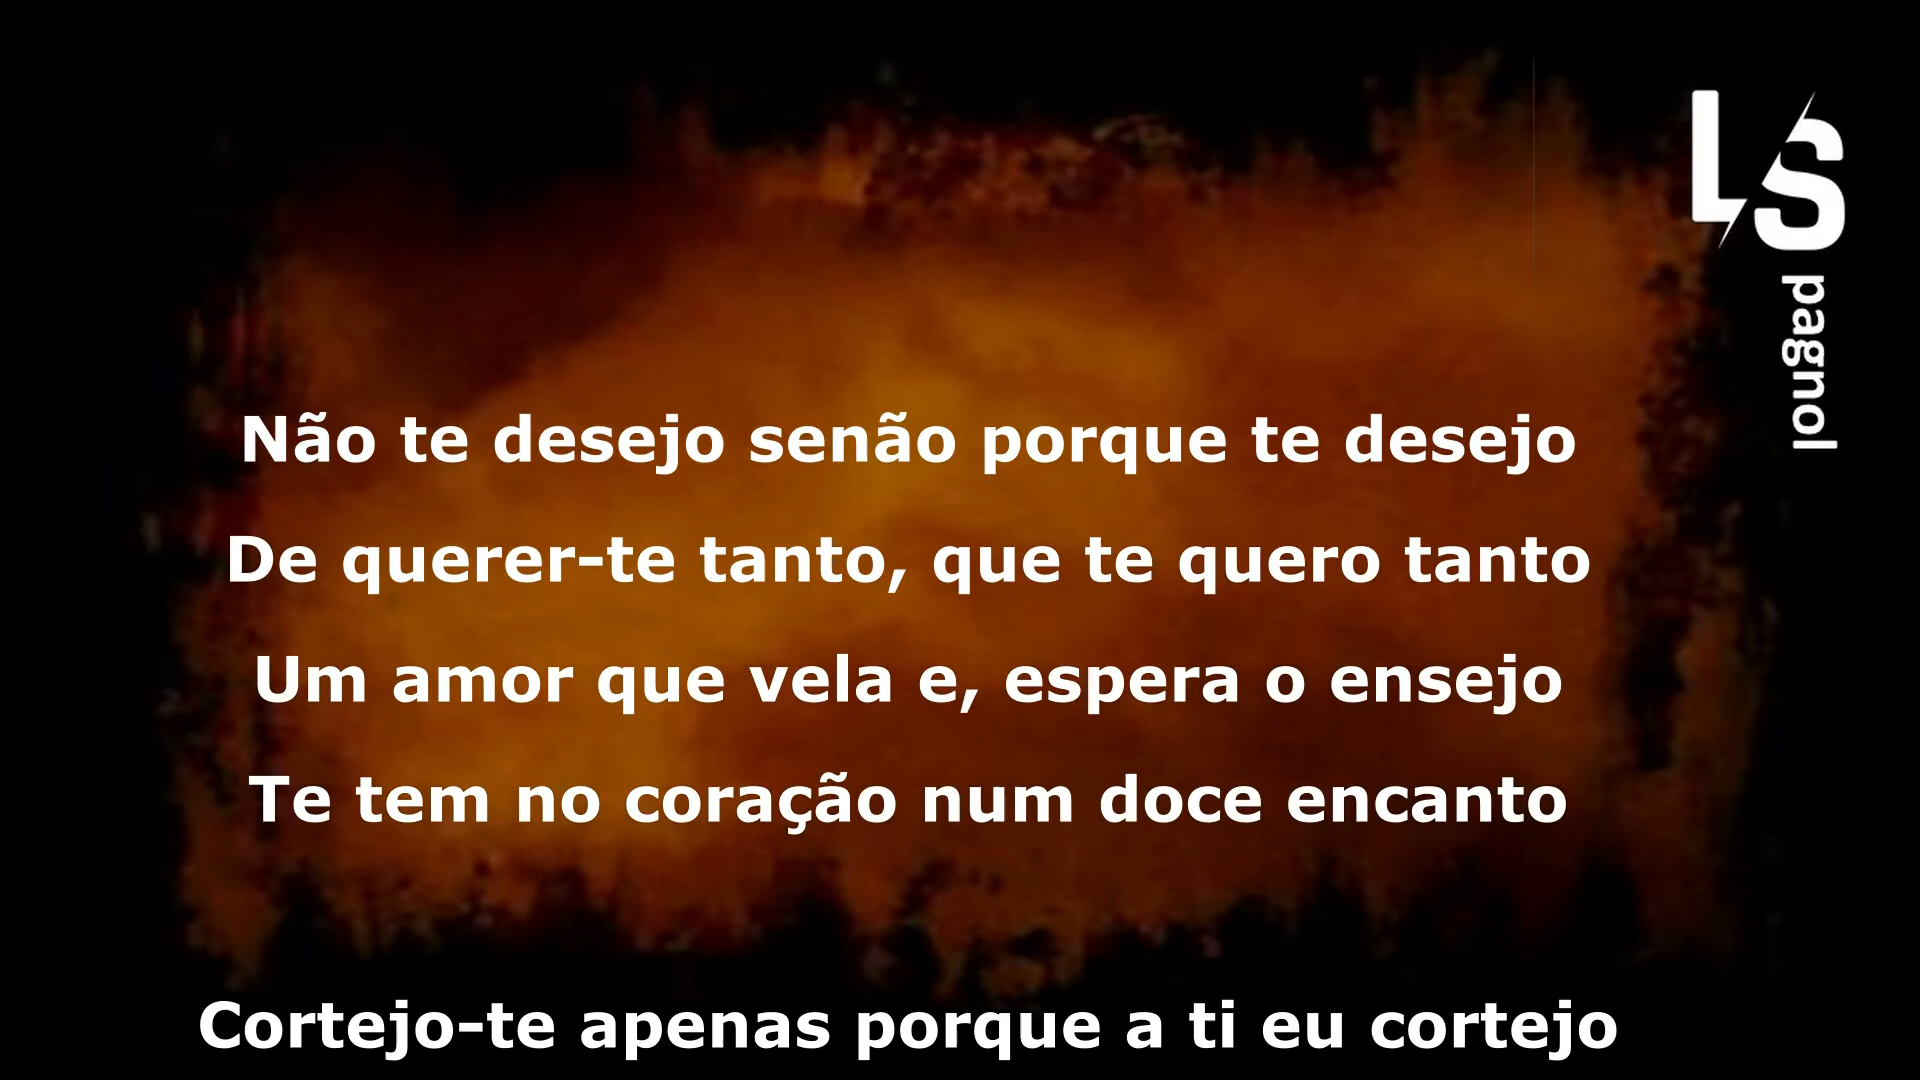 LS
pagnol
Não te desejo senão porque te desejo
De querer-te tanto, que te quero tanto
Um amor que vela e, espera o ensejo
Te tem no coração num doce encanto
Cortejo-te apenas porque a ti eu cortejo